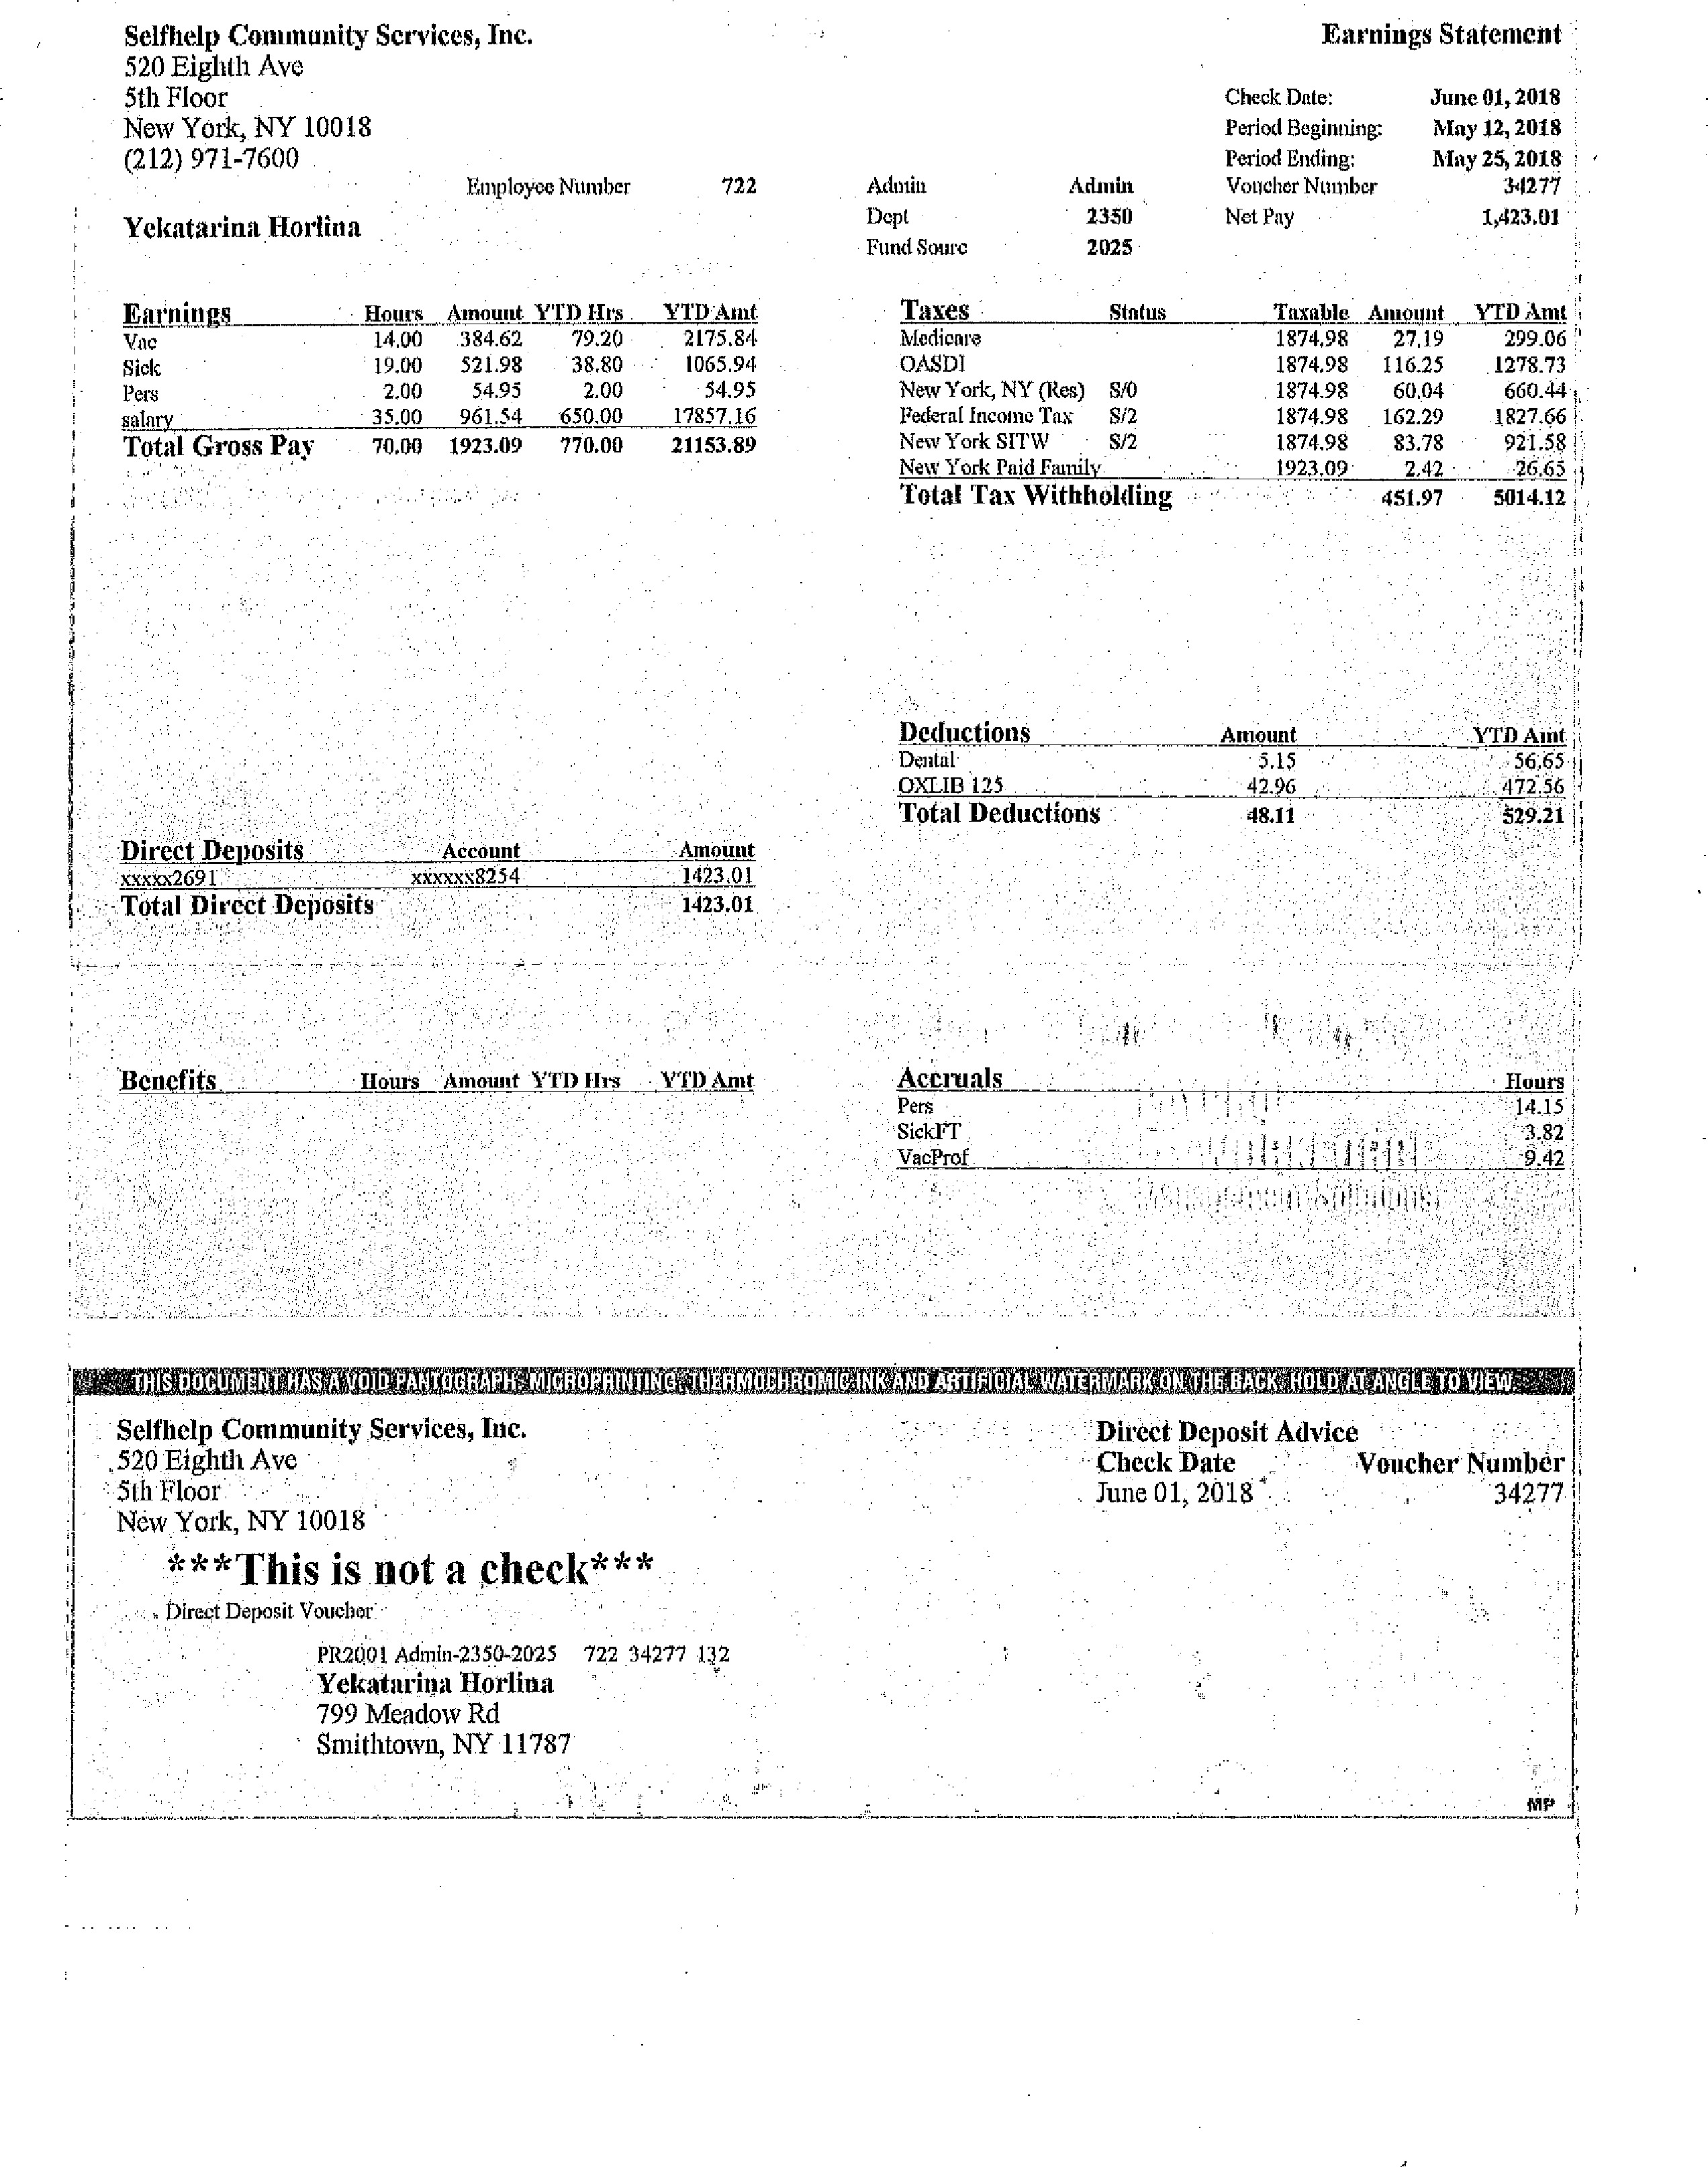 Selfhelp Community Services, Inc.
520 Eighth Ave
5th Floor
New York, NY 10018
(212) 971-7600
Earnings Statement
Check Date: June 01, 2018
Period Beginning: May 12, 2018
Period Ending: May 25, 2018
Employee Number 722 Admin Admin Voucher Number 34277
Yekatarina Horlina Dept 2350 Net Pay 1,423.01
Fund Sourc 2025
Earnings Hours Amount YTD Hrs YTD Amt
Vac 14.00 384.62 79.20 2175.84
Sick 19.00 521.98 38.80 1065.94
Pers 2.00 54.95 2.00 54.95
salary 35.00 961.54 650.00 17857.16
Total Gross Pay 70.00 1923.09 770.00 21153.89
Taxes Status Taxable Amount YTD Amt
Medicare 1874.98 27.19 299.06
OASDI 1874.98 116.25 1278.73
New York, NY (Res) S/0 1874.98 60.04 660.44
Federal Income Tax S/2 1874.98 162.29 1827.66
New York SITW S/2 1874.98 83.78 921.58
New York Paid Family 1923.09 2.42 26.65
Total Tax Withholding 451.97 5014.12
Deductions Amount YTD Amt
Dental 5.15 56.65
OXLIB 125 42.96 472.56
Total Deductions 48.11 529.21
Direct Deposits Account Amount
xxxxx2691 xxxxxx8254 1423.01
Total Direct Deposits 1423.01
Benefits Hours Amount YTD Hrs YTD Amt
Accruals Hours
Pers 14.15
SickFT 3.82
VacProf 9.42
Management Solutions
THIS DOCUMENT HAS A VOID PANTOGRAPH, MICROPRINTING, THERMOCHROMIC INK AND ARTIFICIAL WATERMARK ON THE BACK. HOLD AT ANGLE TO VIEW
Selfhelp Community Services, Inc.
520 Eighth Ave
5th Floor
New York, NY 10018
Direct Deposit Advice
Check Date Voucher Number
June 01, 2018 34277
***This is not a check***
Direct Deposit Voucher
PR2001 Admin-2350-2025 722 34277 132
Yekatarina Horlina
799 Meadow Rd
Smithtown, NY 11787
MP